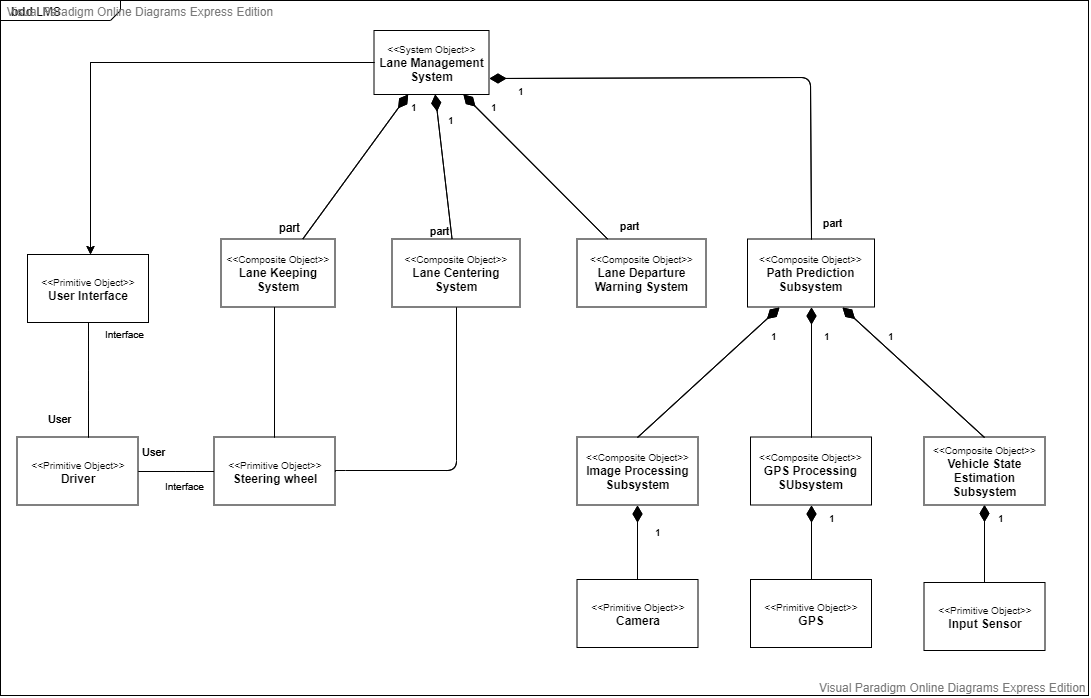 Visual Paradigm Online Diagrams Express Edition
bdd LMS
<<System Object>>
Lane Management
System
1
1
1
1
part
part
part
part
<<Primitive Object>>
User Interface
<<Composite Object>>
Lane Keeping
System
<<Composite Object>>
Lane Centering
System
<<Composite Object>>
Lane Departure
Warning System
<<Composite Object>>
Path Prediction
Subsystem
Interface
1
1
1
User
<<Primitive Object>>
Driver
User
Interface
<<Primitive Object>>
Steering wheel
<<Composite Object>>
Image Processing
Subsystem
<<Composite Object>>
GPS Processing
SUbsystem
<<Composite Object>>
Vehicle State
Estimation
Subsystem
1
1
1
<<Primitive Object>>
Camera
<<Primitive Object>>
GPS
<<Primitive Object>>
Input Sensor
Visual Paradigm Online Diagrams Express Edition